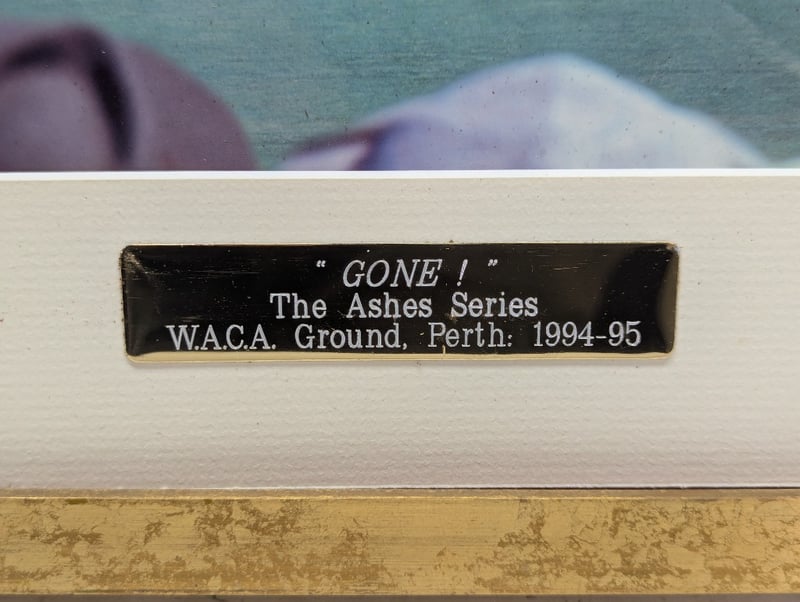 " GONE ! "
The Ashes Series
W.A.C.A. Ground, Perth: 1994-95